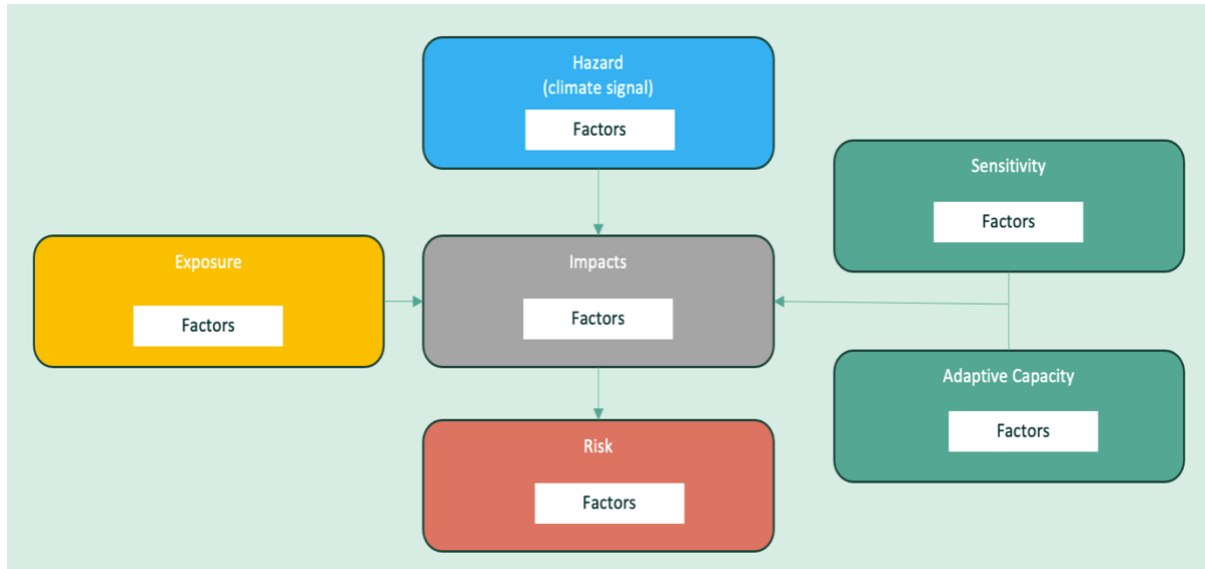 Hazard
(climate signal)
Factors
Sensitivity
Factors
Exposure
Factors
Impacts
Factors
Adaptive Capacity
Factors
Risk
Factors